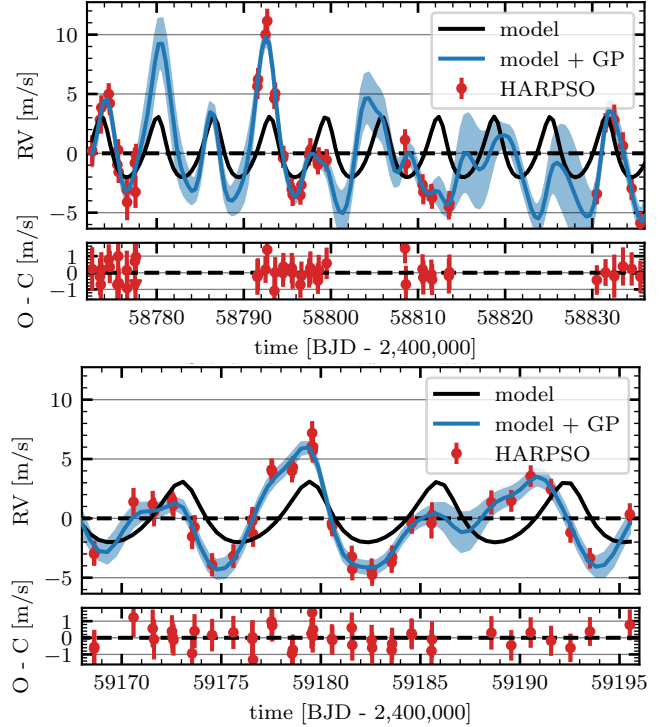 10
5
0
−5
RV [m/s]
model
model + GP
HARPSO
1
0
−1
O - C [m/s]
58780 58790 58800 58810 58820 58830
time [BJD - 2,400,000]
10
5
0
−5
RV [m/s]
model
model + GP
HARPSO
1
0
−1
O - C [m/s]
59170 59175 59180 59185 59190 59195
time [BJD - 2,400,000]